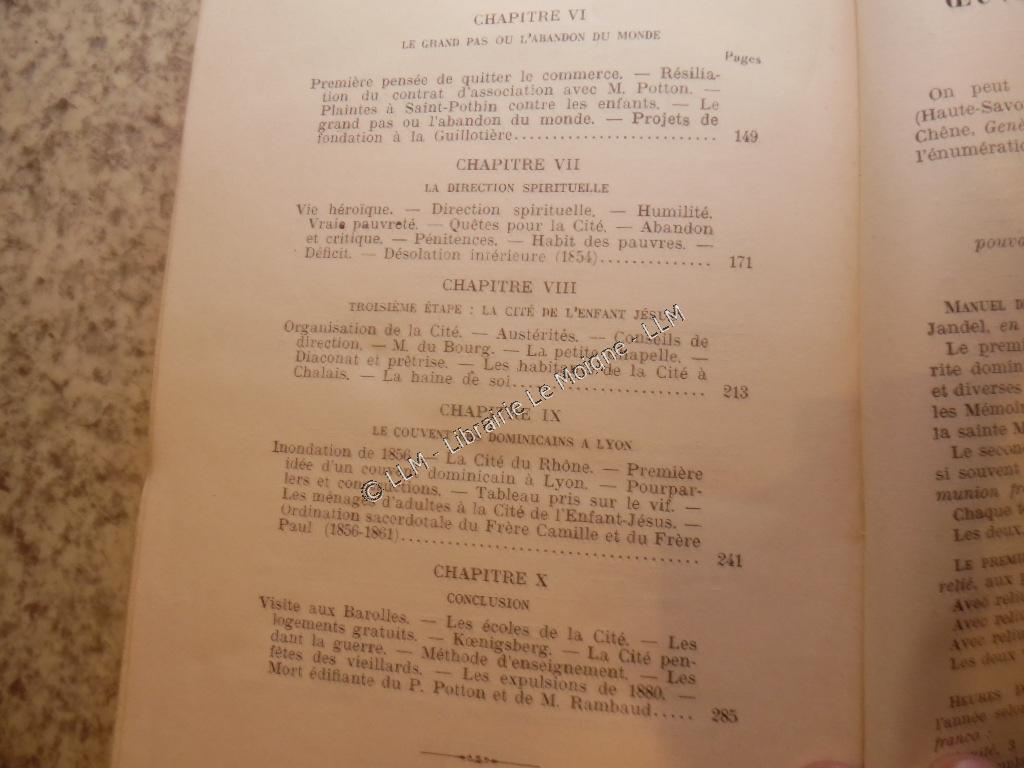 CHAPITRE VI
LE GRAND PAS OU L'ABANDON DU MONDE
Pages
Première pensée de quitter le commerce. — Résilia-
tion du contrat d'association avec M. Potton. —
Plaintes à Saint-Pothin contre les enfants. — Le
grand pas ou l'abandon du monde. — Projets de
fondation à la Guillotière.......................... 149
CHAPITRE VII
LA DIRECTION SPIRITUELLE
Vie héroïque. — Direction spirituelle. — Humilité.
Vraie pauvreté. — Quêtes pour la Cité. — Abandon
et critique. — Pénitences. — Habit des pauvres. —
Déficit. — Désolation intérieure (1854).............. 171
CHAPITRE VIII
TROISIÈME ÉTAPE : LA CITÉ DE L'ENFANT JÉSUS
Organisation de la Cité. — Austérités. — Conseils de
direction. — M. du Bourg. — La petite chapelle. —
Diaconat et prêtrise. — Les habitants de la Cité à
Chalais. — La haine de soi......................... 213
CHAPITRE IX
LE COUVENT DOMINICAINS A LYON
Inondation de 1856. — La Cité du Rhône. — Première
idée d'un couvent dominicain à Lyon. — Pourpar-
lers et constructions. — Tableau pris sur le vif. —
Les ménages d'adultes à la Cité de l'Enfant-Jésus. —
Ordination sacerdotale du Frère Camille et du Frère
Paul (1856-1861)..................................... 241
CHAPITRE X
CONCLUSION
Visite aux Barolles. — Les écoles de la Cité. — Les
logements gratuits. — Kœnigsberg. — La Cité pen-
dant la guerre. — Méthode d'enseignement. — Les
fêtes des vieillards. — Les expulsions de 1880. —
Mort édifiante du P. Potton et de M. Rambaud..... 285
© LLM - Librairie Le Moigne - LLM
On peut
(Haute-Savo
Chêne, Genè
l'énumératio
pouva
MANUEL D
Jandel, en
Le premi
rite domin
et diverses
les Mémoi
la sainte M
Le second
si souvent
munion fr
Chaque t
Les deux
LE PREMIE
relié, aux
Avec reliu
Avec reliu
Avec reliu
Les deux
HEURES
l'année selon
franco :